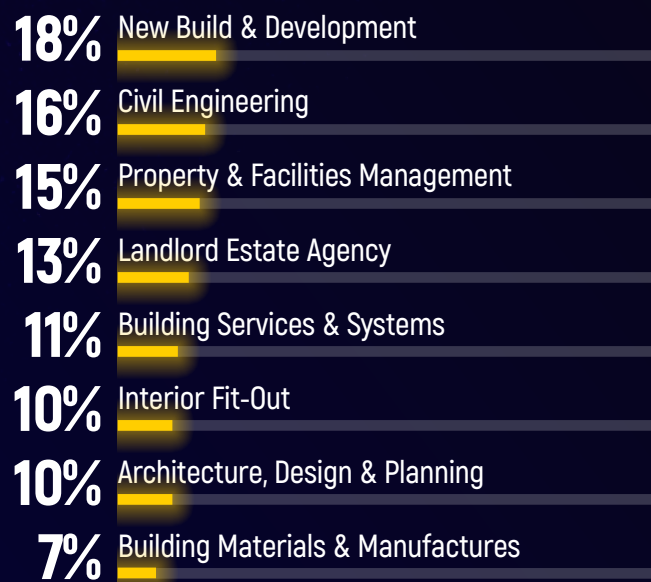 18% New Build & Development
16% Civil Engineering
15% Property & Facilities Management
13% Landlord Estate Agency
11% Building Services & Systems
10% Interior Fit-Out
10% Architecture, Design & Planning
7% Building Materials & Manufactures